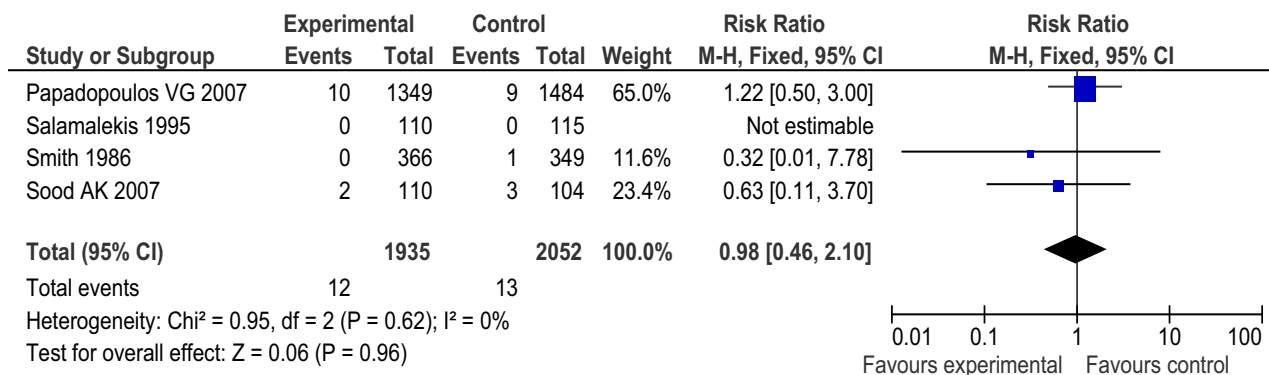 Experimental Control Risk Ratio Risk Ratio
Study or Subgroup Events Total Events Total Weight M-H, Fixed, 95% CI M-H, Fixed, 95% CI
Papadopoulos VG 2007 10 1349 9 1484 65.0% 1.22 [0.50, 3.00]
Salamalekis 1995 0 110 0 115 Not estimable
Smith 1986 0 366 1 349 11.6% 0.32 [0.01, 7.78]
Sood AK 2007 2 110 3 104 23.4% 0.63 [0.11, 3.70]
Total (95% CI) 1935 2052 100.0% 0.98 [0.46, 2.10]
Total events 12 13
Heterogeneity: Chi² = 0.95, df = 2 (P = 0.62); I² = 0%
Test for overall effect: Z = 0.06 (P = 0.96)
0.01 0.1 1 10 100
Favours experimental Favours control